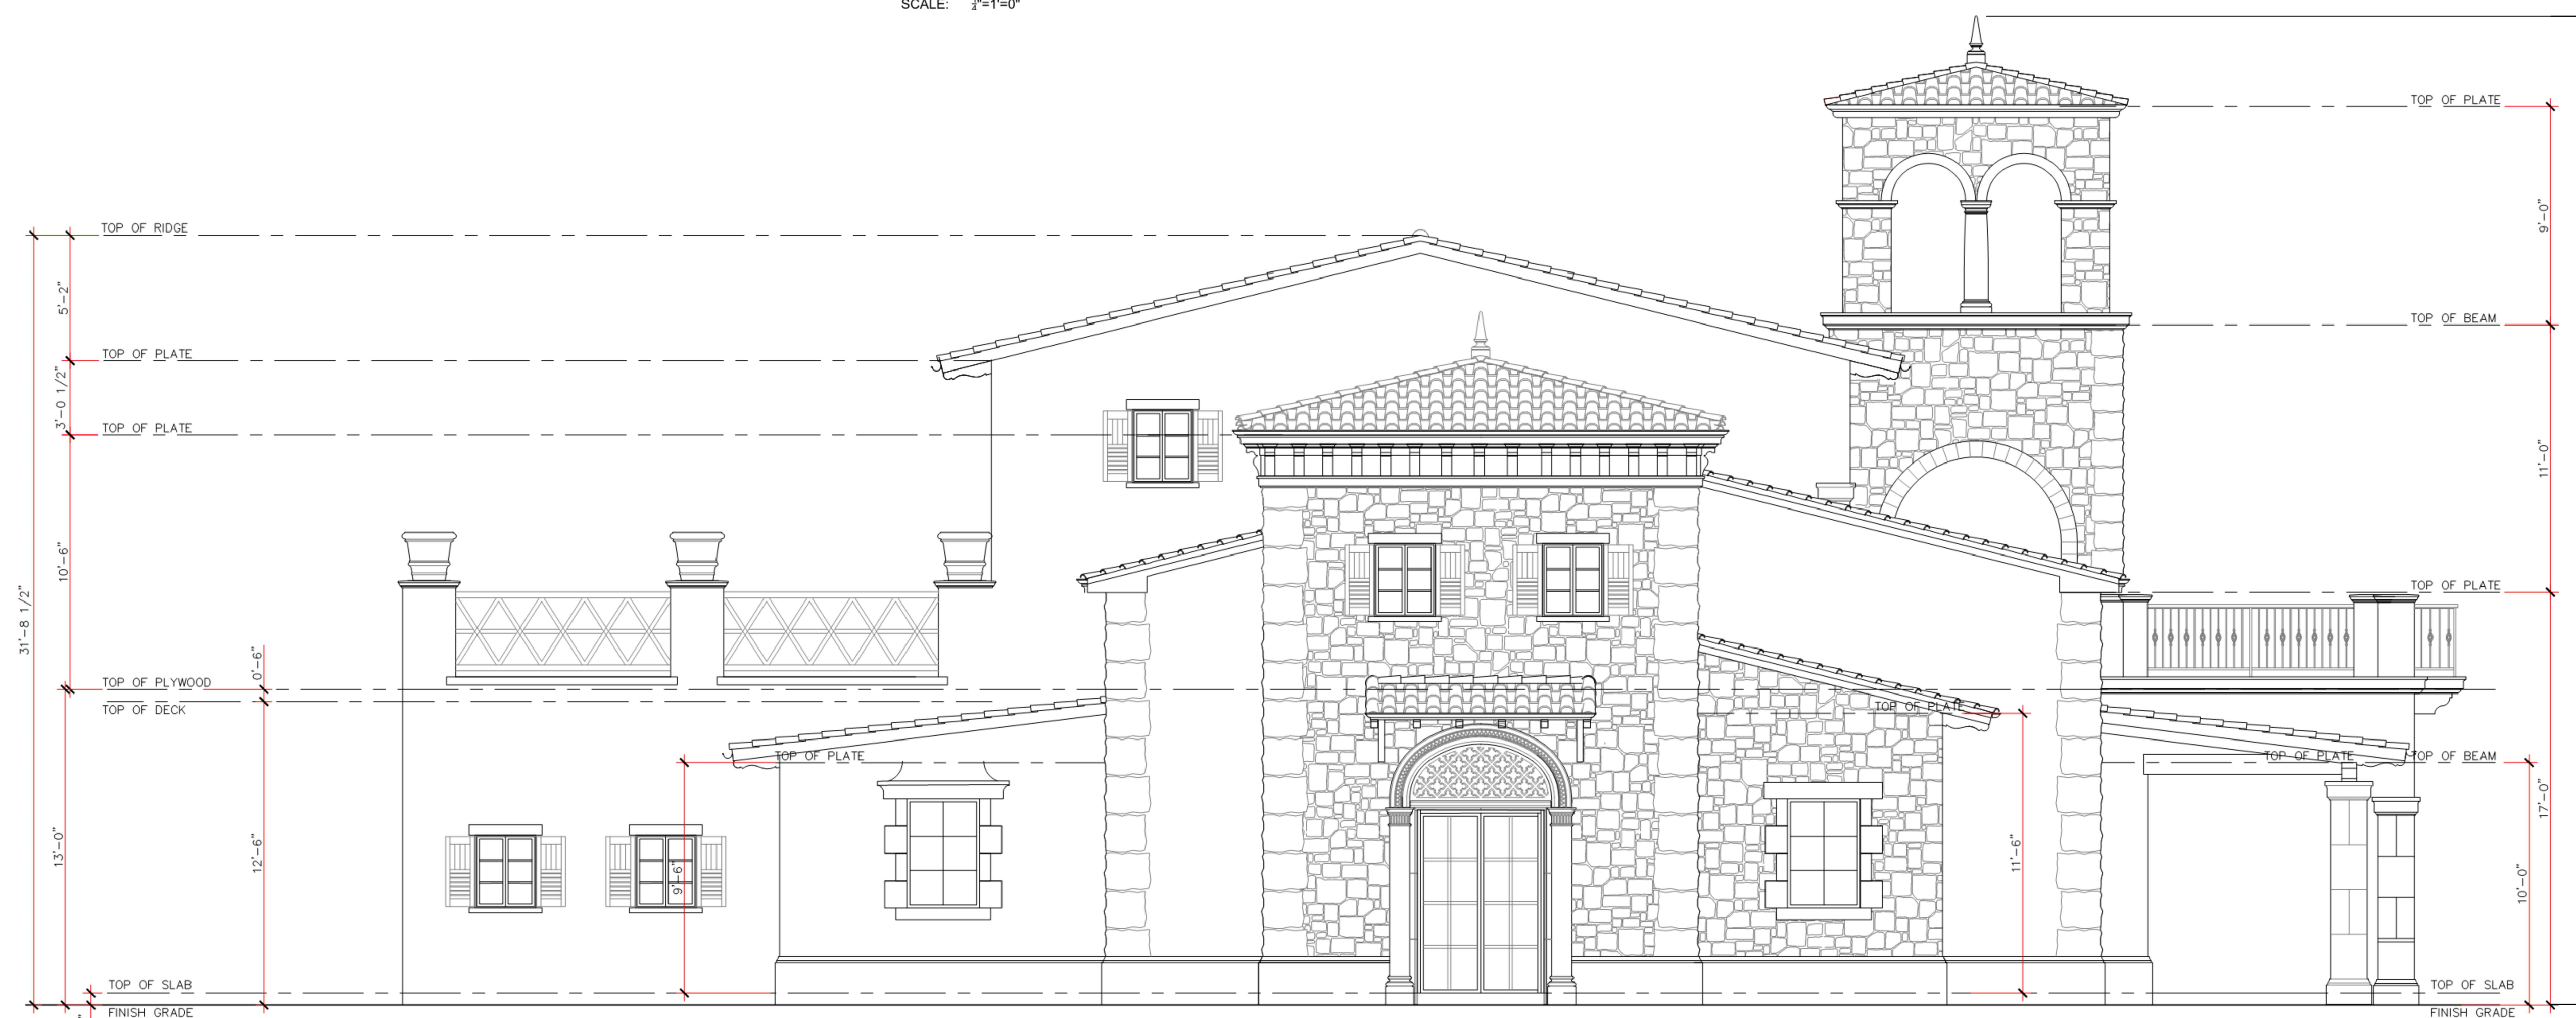 SCALE: ¼"=1'=0"
TOP OF PLATE
9'-0"
TOP OF RIDGE
5'-2"
TOP OF BEAM
TOP OF PLATE
3'-0 1/2"
TOP OF PLATE
11'-0"
10'-6"
31'-8 1/2"
TOP OF PLATE
0'-6"
TOP OF PLYWOOD
TOP OF DECK
TOP OF PLATE
TOP OF PLATE
TOP OF PLATE
TOP OF BEAM
17'-0"
13'-0"
12'-6"
9'-6"
11'-6"
10'-0"
TOP OF SLAB
TOP OF SLAB
FINISH GRADE
FINISH GRADE